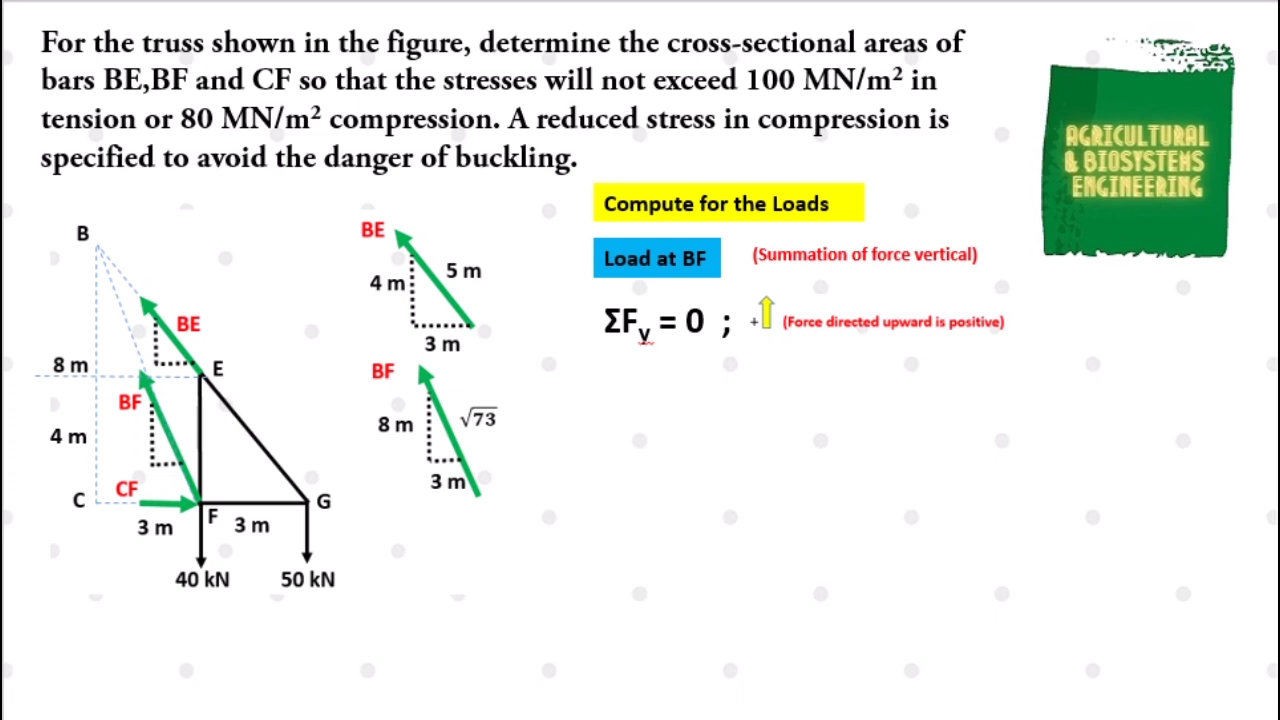 For the truss shown in the figure, determine the cross-sectional areas of
bars BE,BF and CF so that the stresses will not exceed 100 MN/m² in
tension or 80 MN/m² compression. A reduced stress in compression is
specified to avoid the danger of buckling.
AGRICULTURAL
& BIOSYSTEMS
ENGINEERING
Compute for the Loads
Load at BF
(Summation of force vertical)
ΣFᵧ = 0 ;
+
(Force directed upward is positive)
B
BE
8 m
E
BF
4 m
C
CF
3 m
F
3 m
G
40 kN
50 kN
BE
4 m
5 m
3 m
BF
8 m
√73
3 m